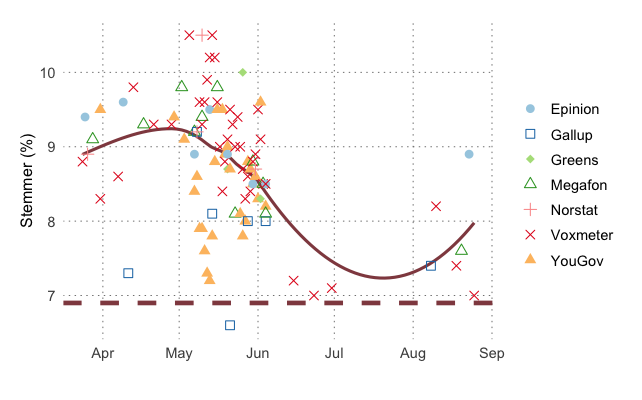 Stemmer (%)
10
9
8
7
Apr May Jun Jul Aug Sep
Epinion
Gallup
Greens
Megafon
Norstat
Voxmeter
YouGov